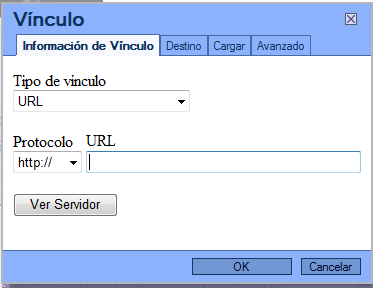 Vínculo
Información de Vínculo Destino Cargar Avanzado
Tipo de vínculo
URL
Protocolo URL
http://
Ver Servidor
OK Cancelar